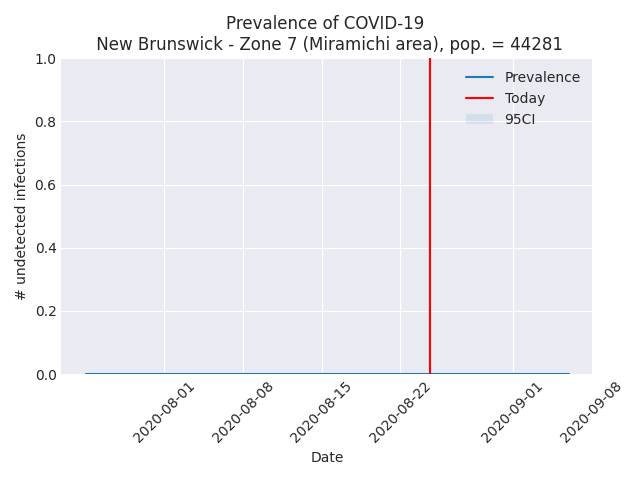 Prevalence of COVID-19
New Brunswick - Zone 7 (Miramichi area), pop. = 44281
Prevalence
Today
95CI
# undetected infections
1.0
0.8
0.6
0.4
0.2
0.0
2020-08-01
2020-08-08
2020-08-15
2020-08-22
2020-09-01
2020-09-08
Date